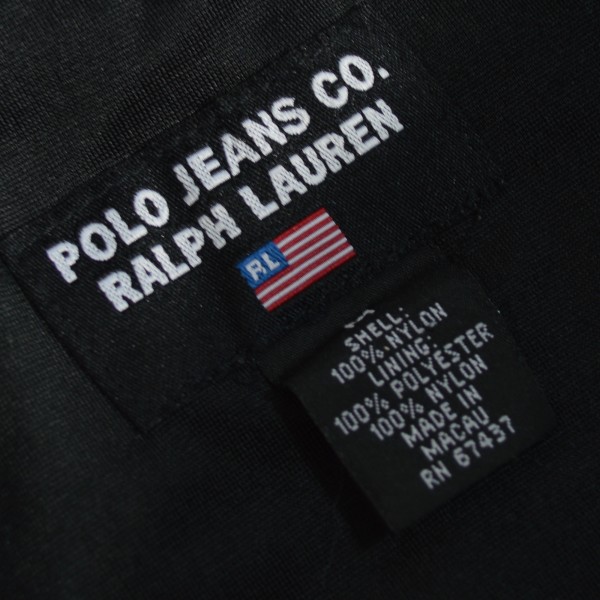 POLO JEANS CO.
RALPH LAUREN
RL
SHELL:
100% NYLON
LINING:
100% POLYESTER
100% NYLON
MADE IN
MACAU
RN 67437